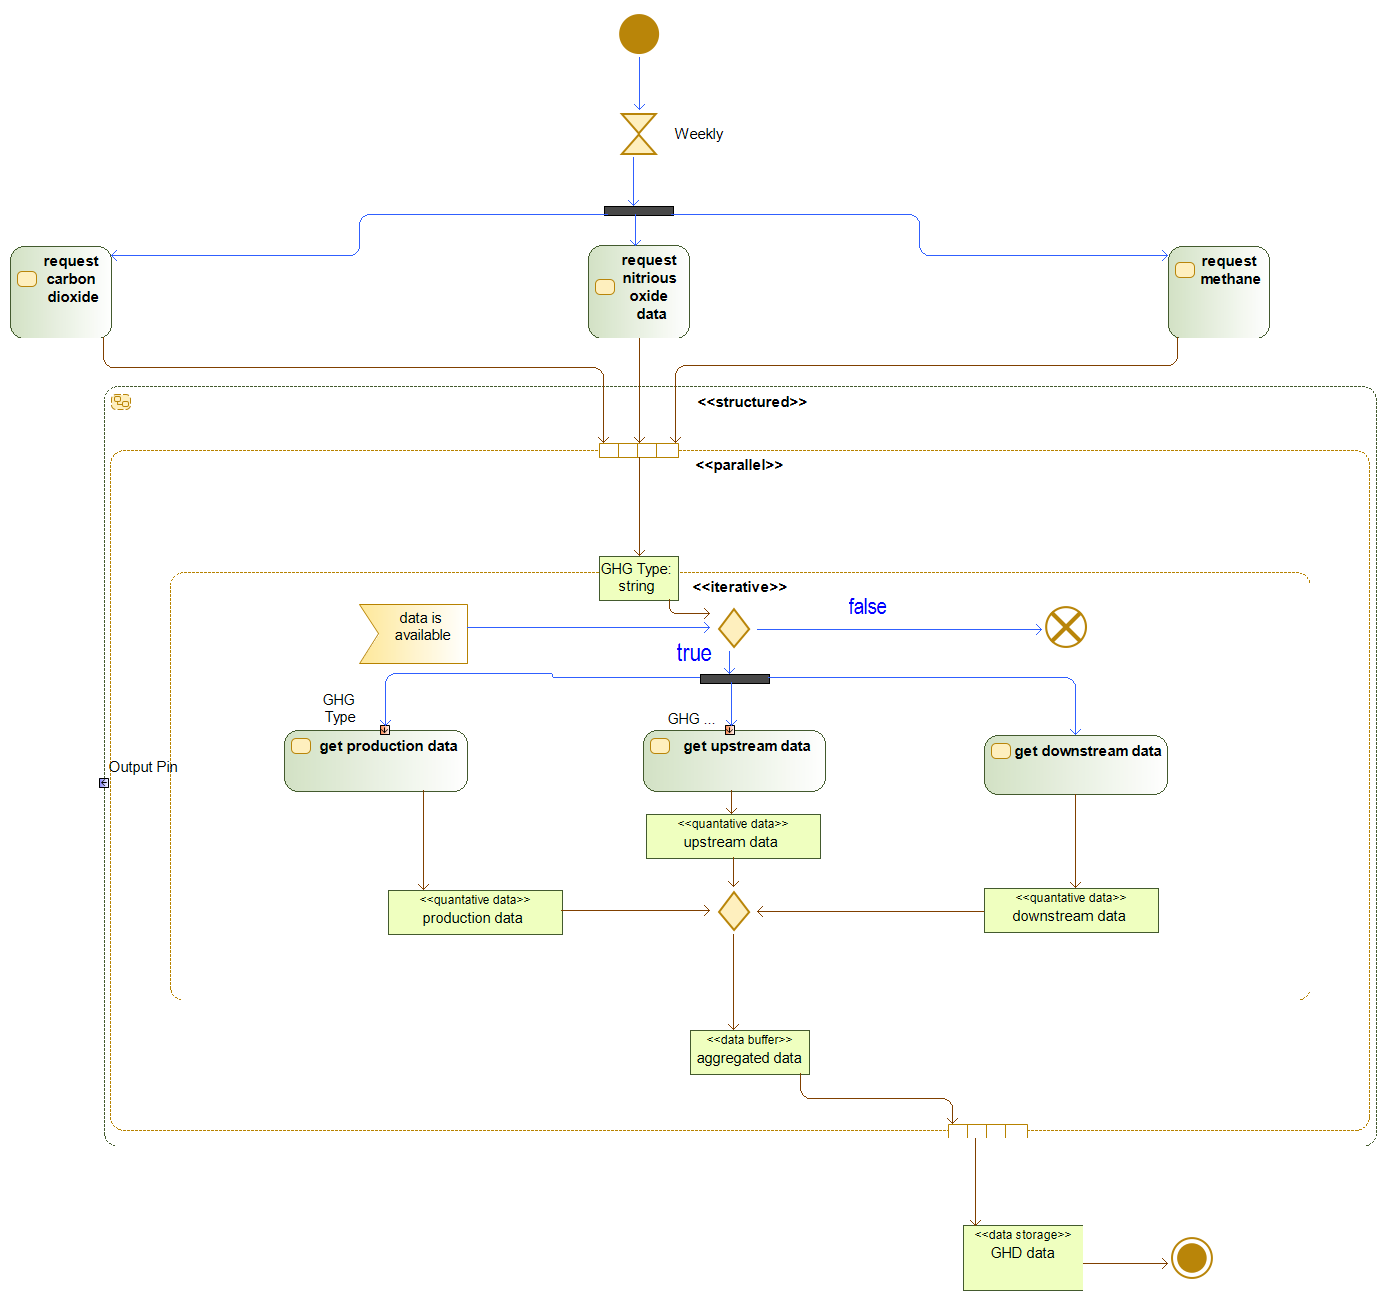 Weekly
request
carbon
dioxide
request
nitrious
oxide
data
request
methane
<<structured>>
<<parallel>>
GHG Type:
string
<<iterative>>
data is
available
false
true
GHG
Type
GHG ...
get production data
get upstream data
get downstream data
Output Pin
<<quantative data>>
upstream data
<<quantative data>>
production data
<<quantative data>>
downstream data
<<data buffer>>
aggregated data
<<data storage>>
GHD data